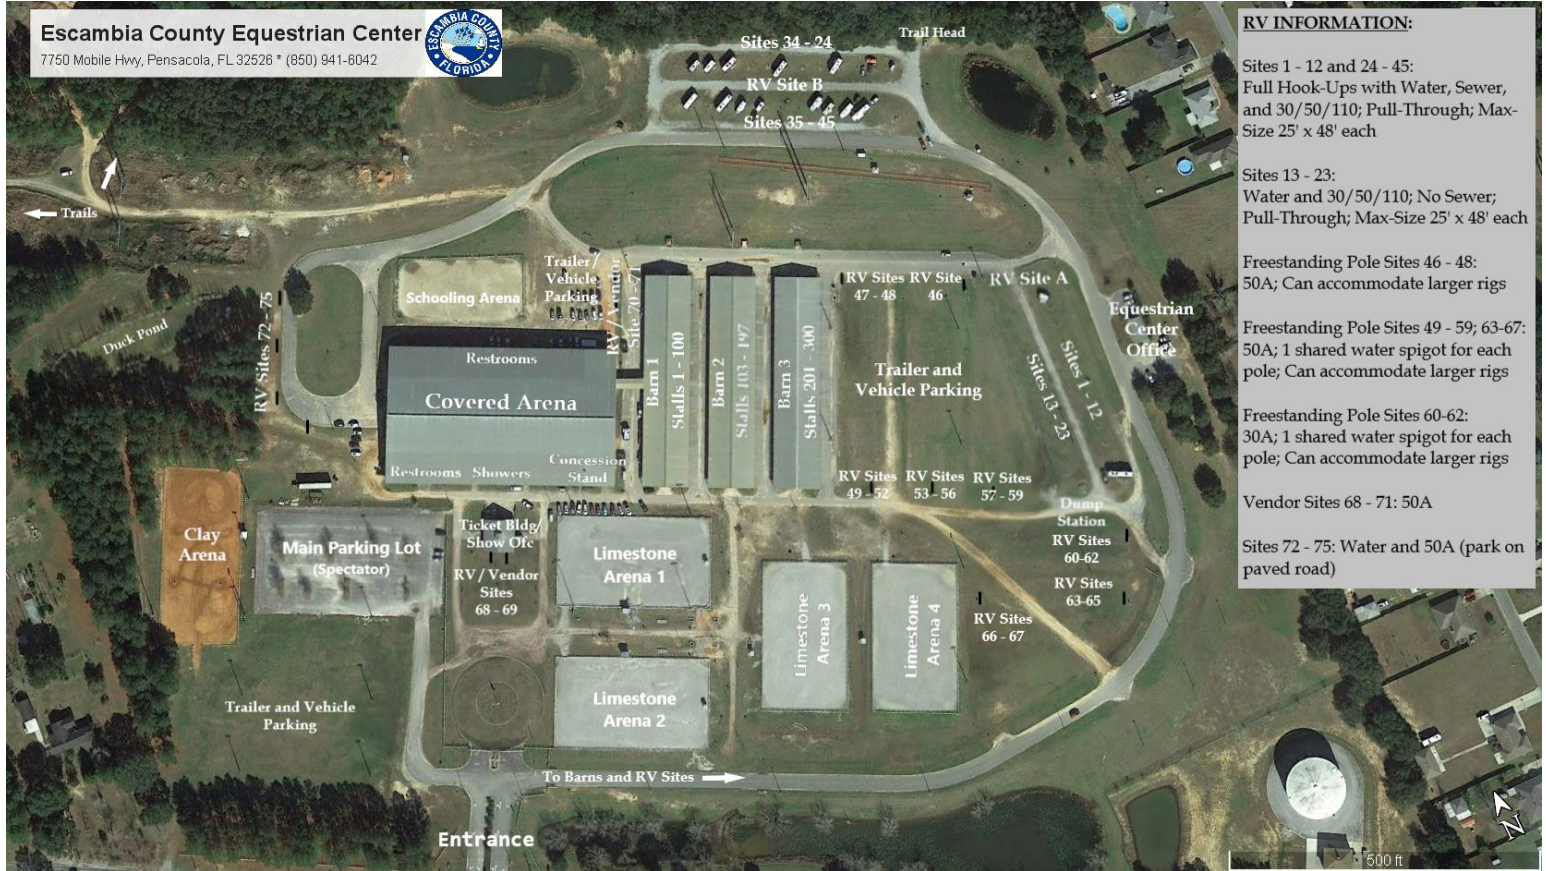 Escambia County Equestrian Center
7750 Mobile Hwy, Pensacola, FL 32526 * (850) 941-6042
ESCAMBIA COUNTY
FLORIDA
Sites 34 - 24
Trail Head
RV Site B
Sites 35 - 45
Trails
Trailer/
Vehicle
Parking
RV/Vendor
Site 70 - 71
Schooling Arena
Duck Pond
RV Sites 72 - 75
Restrooms
Covered Arena
Restrooms
Showers
Concession
Stand
Barn 1
Stalls 1 - 100
Barn 2
Stalls 103 - 197
Barn 3
Stalls 201 - 300
RV Sites
47 - 48
RV Site
46
RV Site A
Equestrian
Center
Office
Sites 1 - 12
Sites 13 - 23
Trailer and
Vehicle Parking
RV Sites
49 - 52
RV Sites
53 - 56
RV Sites
57 - 59
Dump
Station
RV Sites
60-62
RV Sites
63-65
RV Sites
66 - 67
Clay
Arena
Main Parking Lot
(Spectator)
Ticket Bldg/
Show Ofc
RV/Vendor
Sites
68 - 69
Limestone
Arena 1
Limestone
Arena 2
Limestone
Arena 3
Limestone
Arena 4
Trailer and Vehicle
Parking
To Barns and RV Sites
Entrance
RV INFORMATION:
Sites 1 - 12 and 24 - 45:
Full Hook-Ups with Water, Sewer,
and 30/50/110; Pull-Through; Max-
Size 25' x 48' each
Sites 13 - 23:
Water and 30/50/110; No Sewer;
Pull-Through; Max-Size 25' x 48' each
Freestanding Pole Sites 46 - 48:
50A; Can accommodate larger rigs
Freestanding Pole Sites 49 - 59; 63-67:
50A; 1 shared water spigot for each
pole; Can accommodate larger rigs
Freestanding Pole Sites 60-62:
30A; 1 shared water spigot for each
pole; Can accommodate larger rigs
Vendor Sites 68 - 71: 50A
Sites 72 - 75: Water and 50A (park on
paved road)
N
500 ft